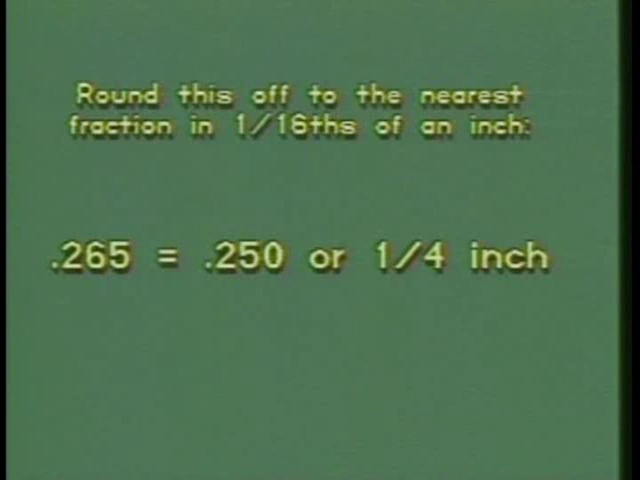 Round this off to the nearest
fraction in 1/16ths of an inch:
.265 = .250 or 1/4 inch